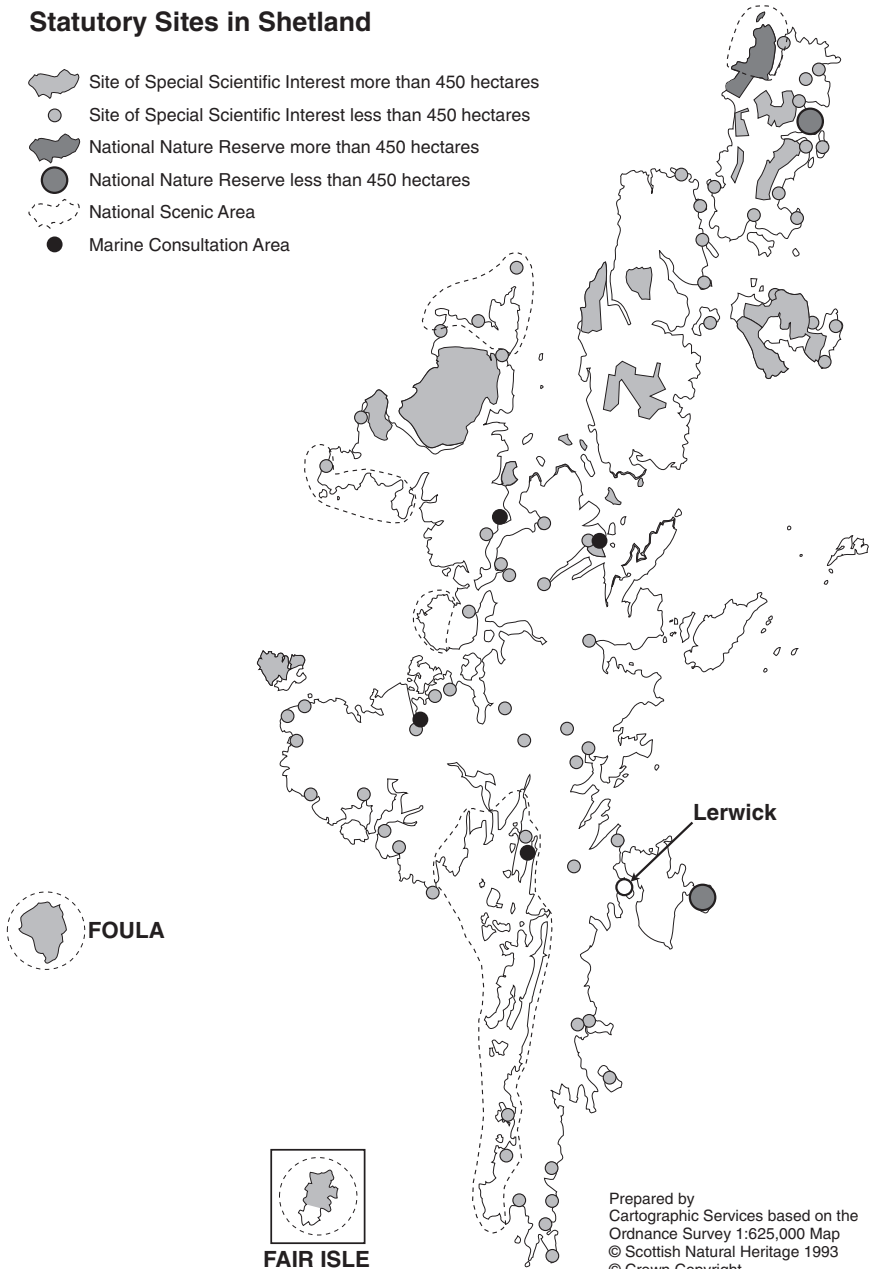 Statutory Sites in Shetland
Site of Special Scientific Interest more than 450 hectares
Site of Special Scientific Interest less than 450 hectares
National Nature Reserve more than 450 hectares
National Nature Reserve less than 450 hectares
National Scenic Area
Marine Consultation Area
Lerwick
FOULA
FAIR ISLE
Prepared by
Cartographic Services based on the
Ordnance Survey 1:625,000 Map
© Scottish Natural Heritage 1993
© Crown Copyright